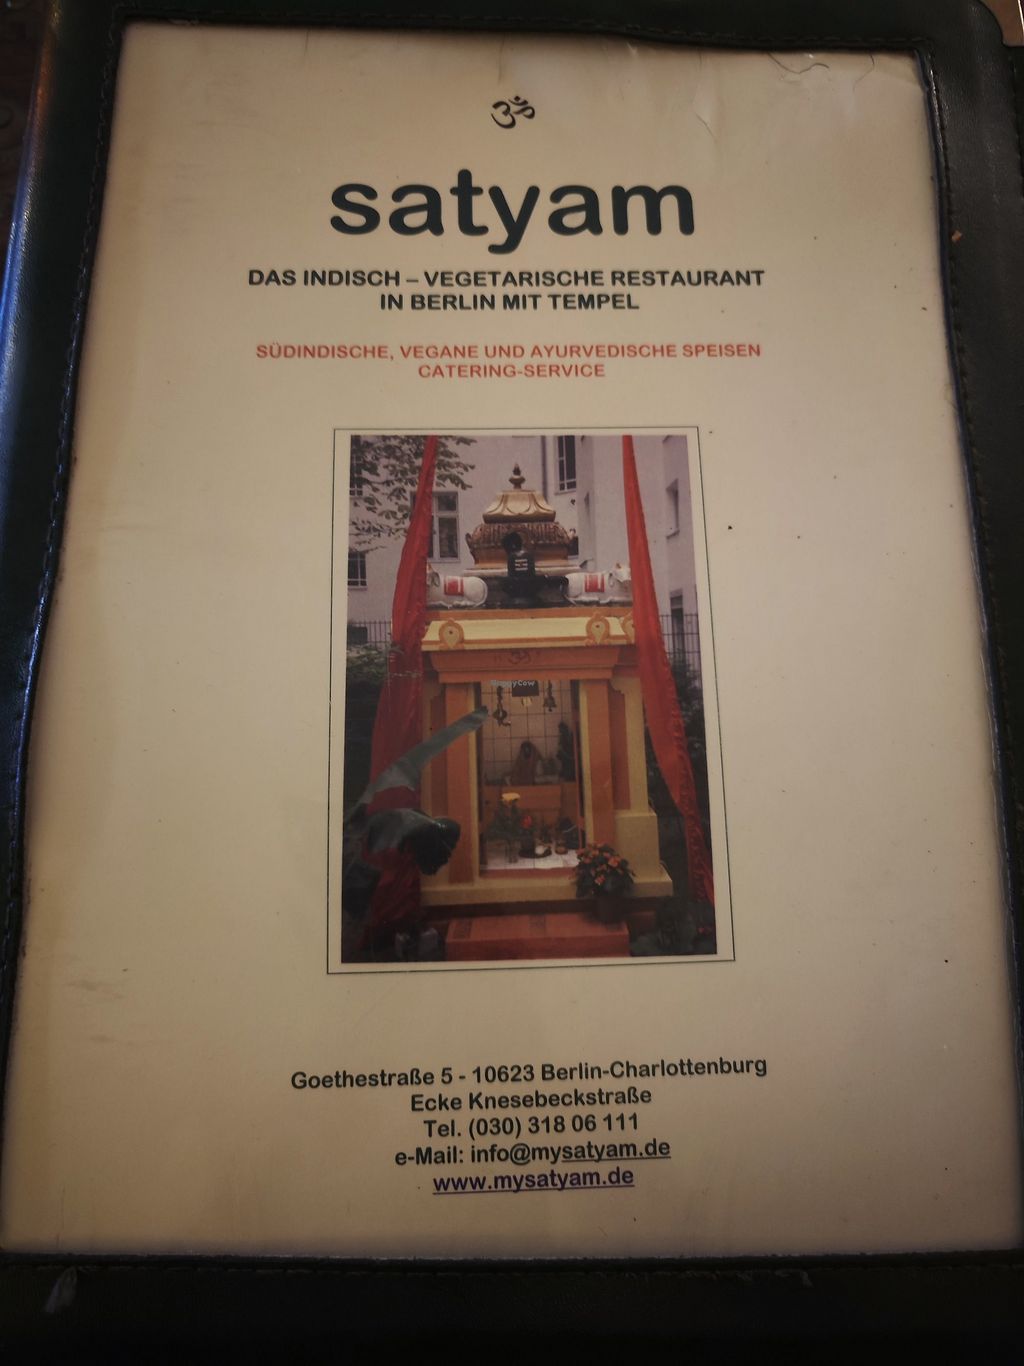 ॐ
satyam
DAS INDISCH – VEGETARISCHE RESTAURANT
IN BERLIN MIT TEMPEL
SÜDINDISCHE, VEGANE UND AYURVEDISCHE SPEISEN
CATERING-SERVICE
HappyCow
Goethestraße 5 - 10623 Berlin-Charlottenburg
Ecke Knesebeckstraße
Tel. (030) 318 06 111
e-Mail: info@mysatyam.de
www.mysatyam.de